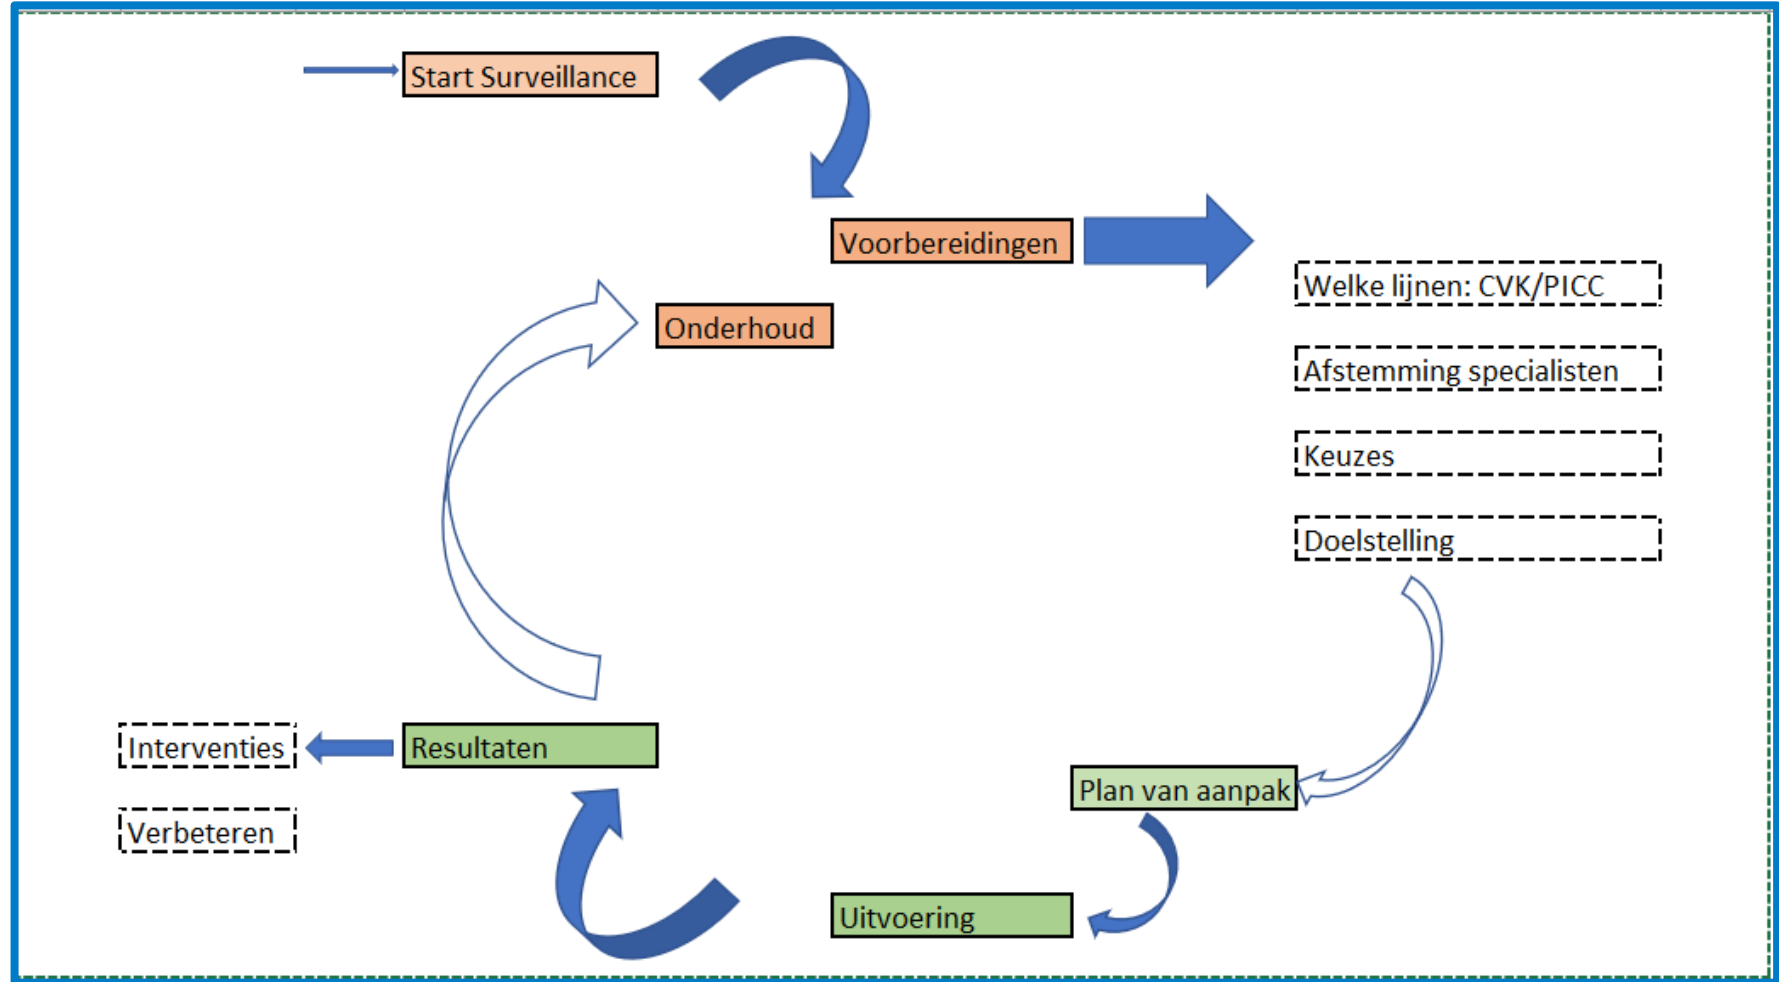 Start Surveillance
Voorbereidingen
Welke lijnen: CVK/PICC
Onderhoud
Afstemming specialisten
Keuzes
Doelstelling
Interventies
Resultaten
Plan van aanpak
Verbeteren
Uitvoering